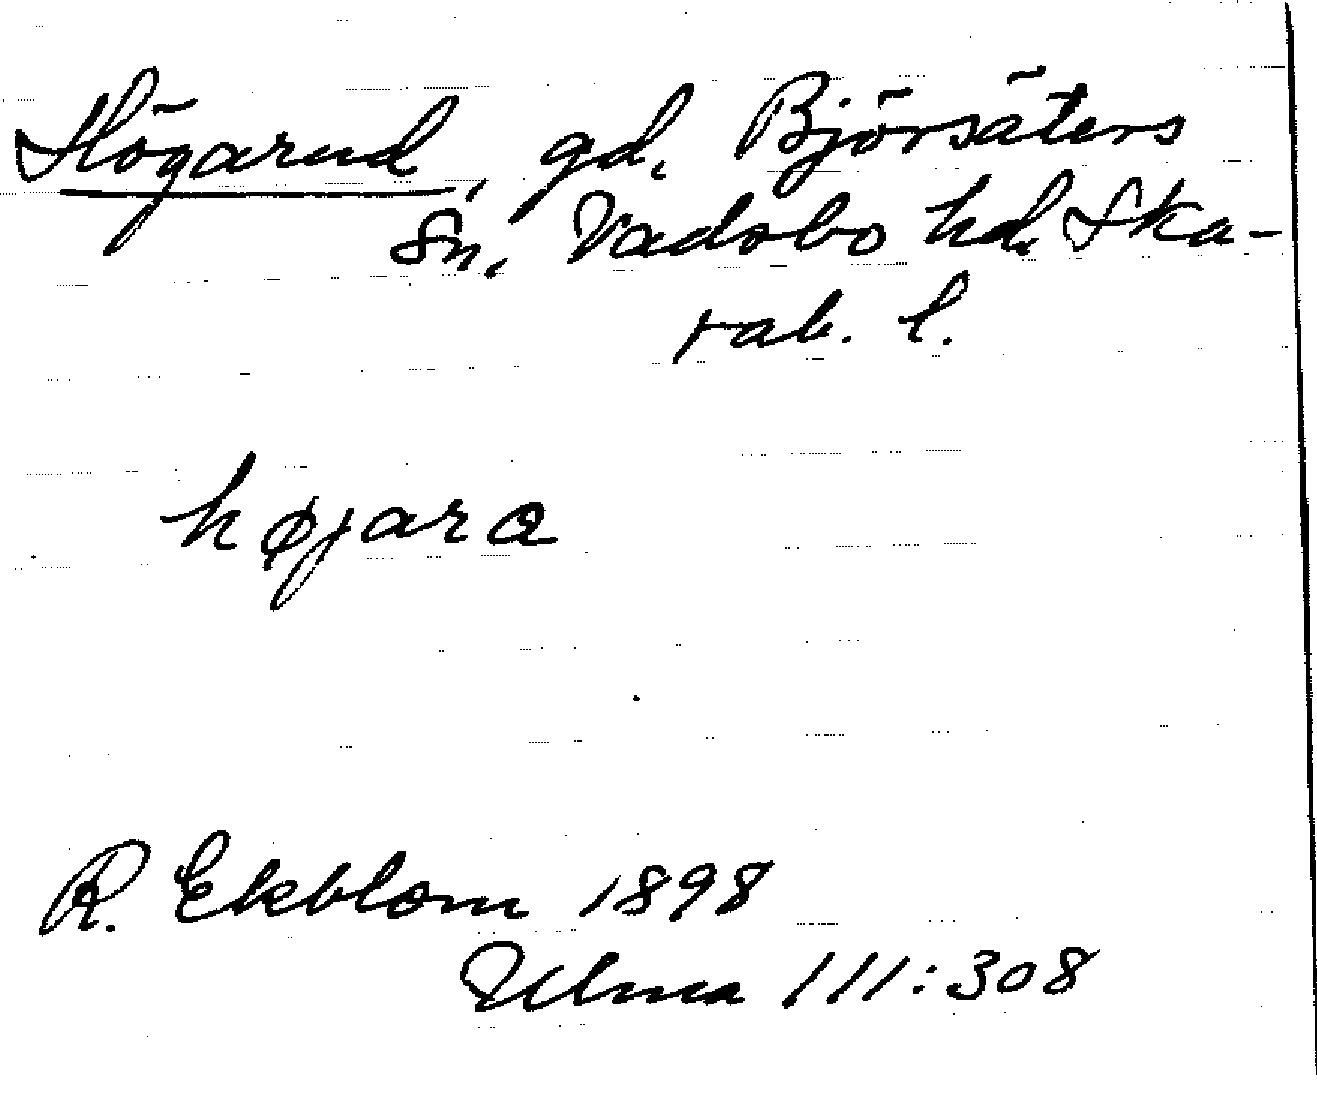 Högarud, gd, Björsäters
sn, Vadsbo hd, Ska-
rab. l.
højara
R. Ekblom 1898
Ulma 111:308